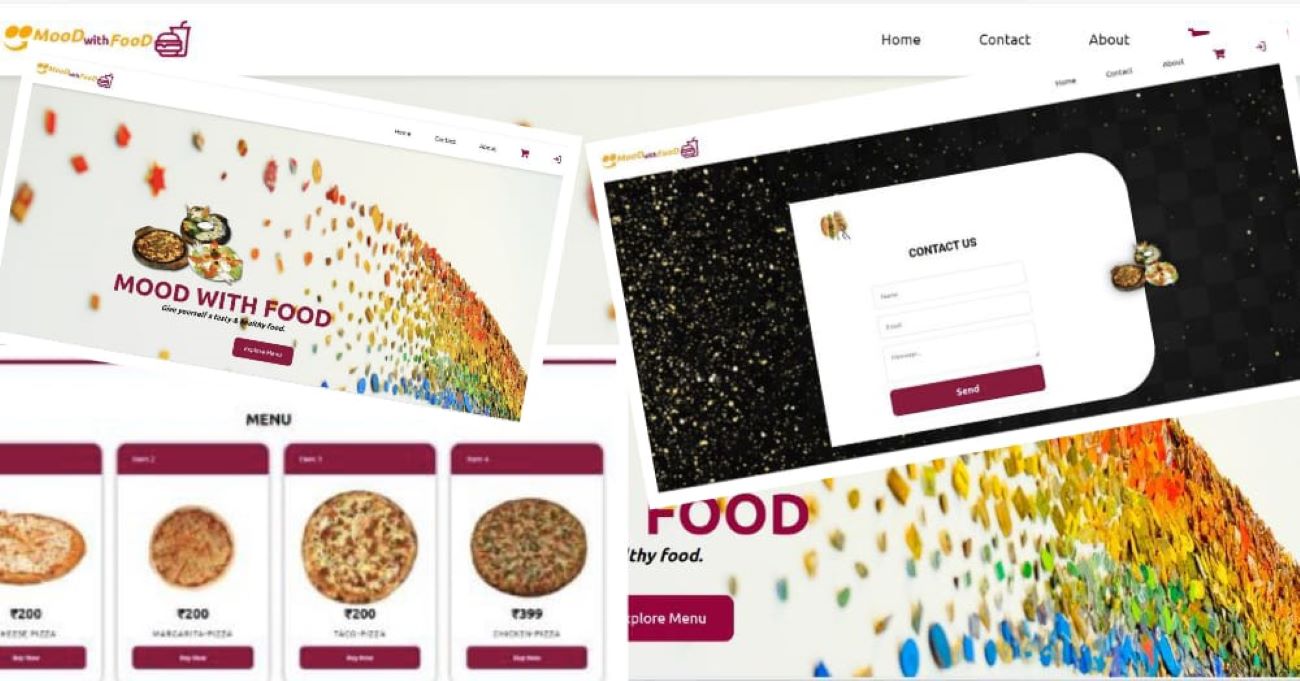 MooD with FooD
Home Contact About
MooD with FooD
Home Contact About
MOOD WITH FOOD
Give yourself a tasty & healthy food.
Explore Menu
MooD with FooD
Home Contact About
CONTACT US
Name
Email
Message...
Send
MENU
Item 2 Item 3 Item 4
₹200 ₹200 ₹200 ₹399
HEESE PIZZA MARGARITA-PIZZA TACO-PIZZA CHICKEN-PIZZA
Buy Now Buy Now Buy Now Buy Now
FOOD
lthy food.
xplore Menu